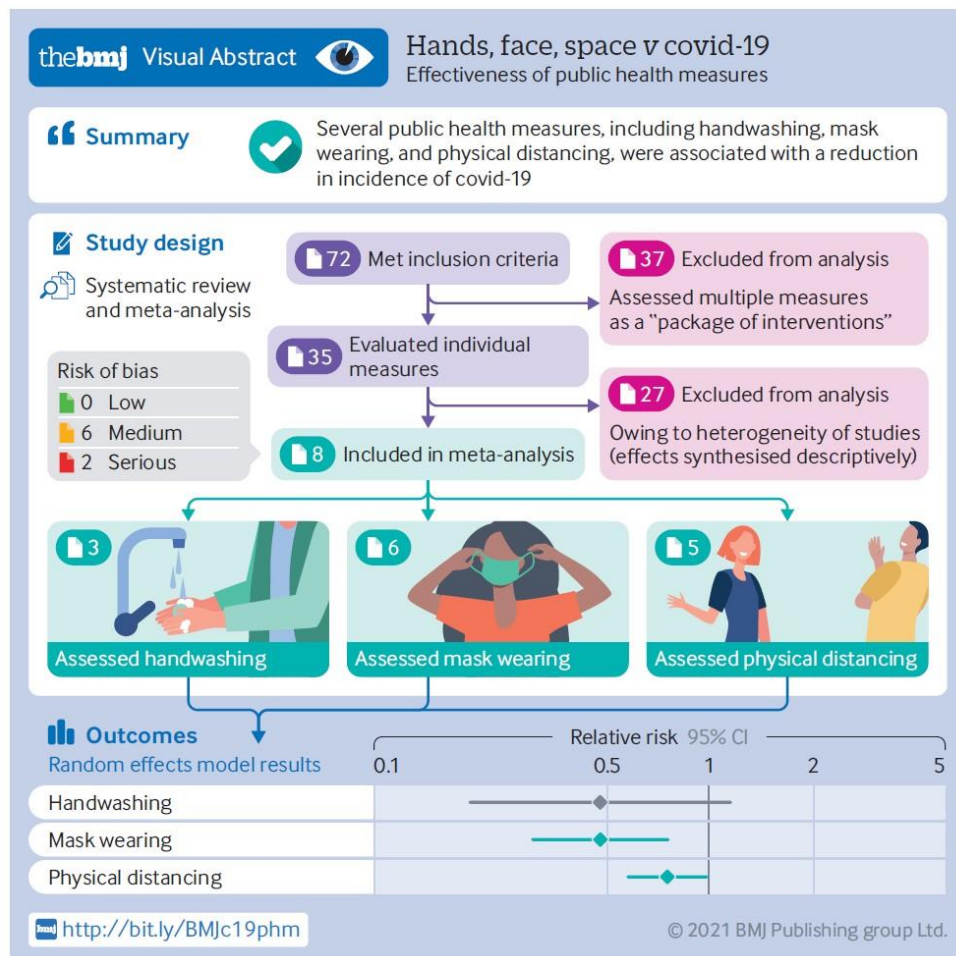 thebmj Visual Abstract
Hands, face, space v covid-19
Effectiveness of public health measures
Summary
Several public health measures, including handwashing, mask
wearing, and physical distancing, were associated with a reduction
in incidence of covid-19
Study design
Systematic review
and meta-analysis
72 Met inclusion criteria
37 Excluded from analysis
Assessed multiple measures
as a "package of interventions"
35 Evaluated individual
measures
27 Excluded from analysis
Owing to heterogeneity of studies
(effects synthesised descriptively)
Risk of bias
0 Low
6 Medium
2 Serious
8 Included in meta-analysis
3
Assessed handwashing
6
Assessed mask wearing
5
Assessed physical distancing
Outcomes
Random effects model results
Relative risk 95% CI
0.1 0.5 1 2 5
Handwashing
Mask wearing
Physical distancing
bmj http://bit.ly/BMJc19phm
© 2021 BMJ Publishing group Ltd.